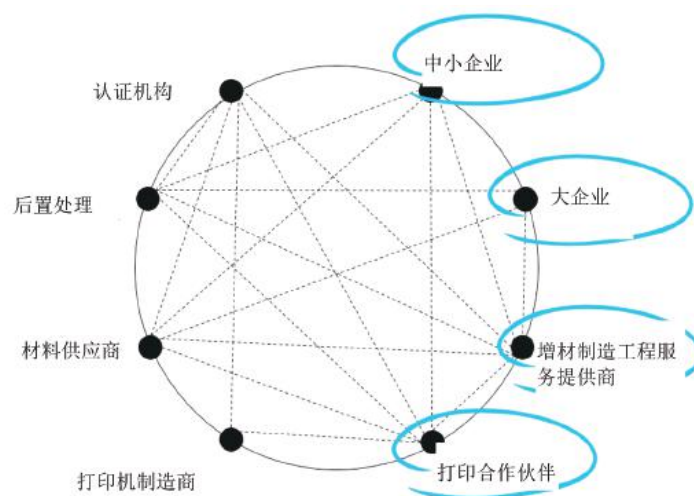 中小企业
认证机构
大企业
后置处理
材料供应商
增材制造工程服
务提供商
打印机制造商
打印合作伙伴